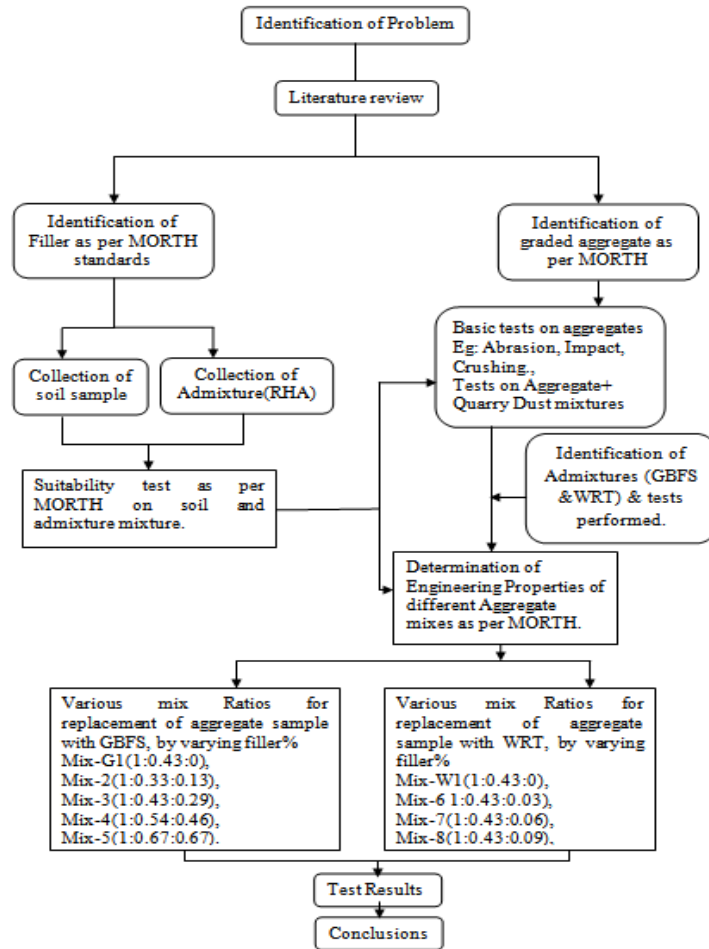 Identification of Problem
Literature review
Identification of
Filler as per MORTH
standards
Identification of
graded aggregate as
per MORTH
Collection of
soil sample
Collection of
Admixture(RHA)
Basic tests on aggregates
Eg: Abrasion, Impact,
Crushing.,
Tests on Aggregate+
Quarry Dust mixtures
Suitability test as per
MORTH on soil and
admixture mixture.
Identification of
Admixtures (GBFS
&WRT) & tests
performed.
Determination of
Engineering Properties of
different Aggregate
mixes as per MORTH.
Various mix Ratios for
replacement of aggregate sample
with GBFS, by varying filler%
Mix-G1(1:0.43:0),
Mix-2(1:0.33:0.13),
Mix-3(1:0.43:0.29),
Mix-4(1:0.54:0.46),
Mix-5(1:0.67:0.67).
Various mix Ratios for
replacement of aggregate
sample with WRT, by varying
filler%
Mix-W1(1:0.43:0),
Mix-6 1:0.43:0.03),
Mix-7(1:0.43:0.06),
Mix-8(1:0.43:0.09),
Test Results
Conclusions